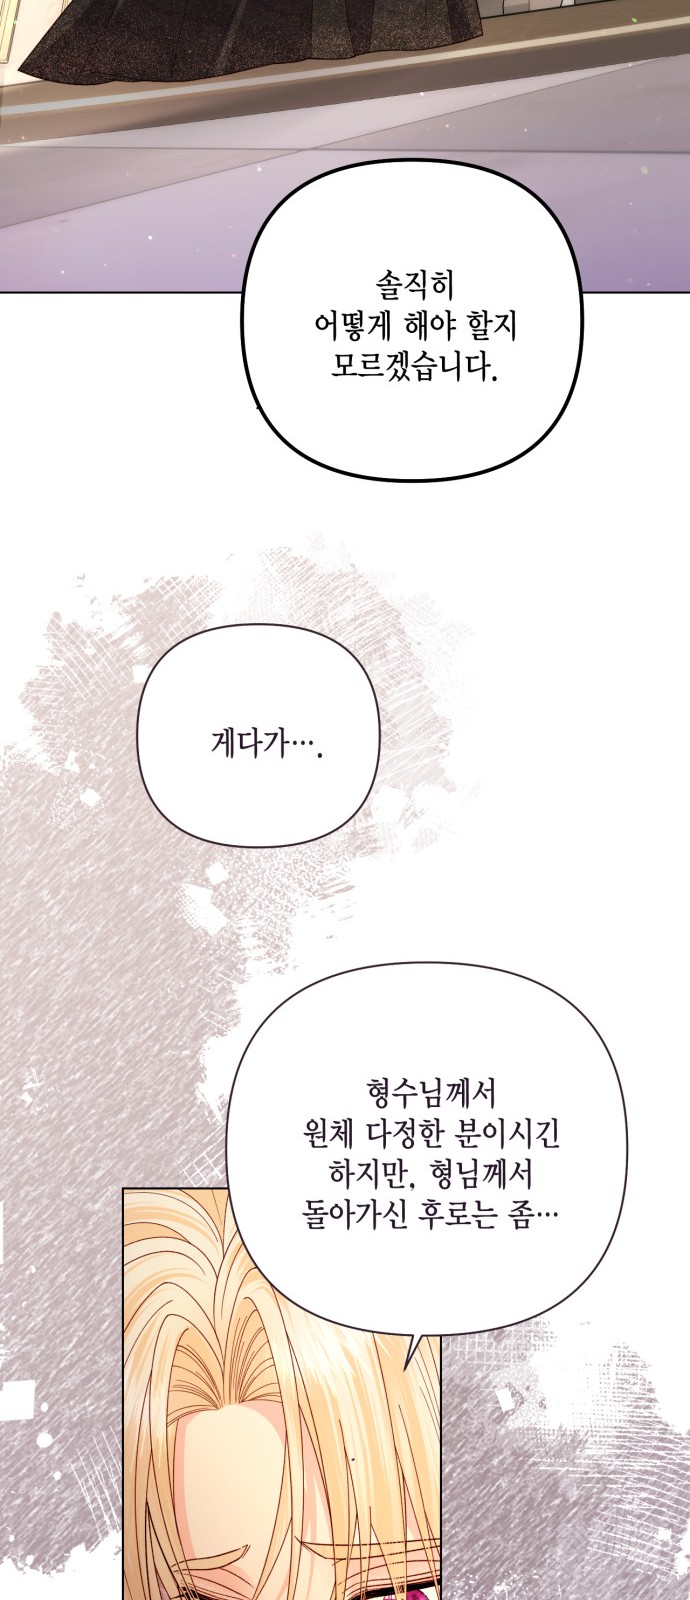 솔직히
어떻게 해야 할지
모르겠습니다.
게다가….
형수님께서
원체 다정한 분이시긴
하지만, 형님께서
돌아가신 후로는 좀…